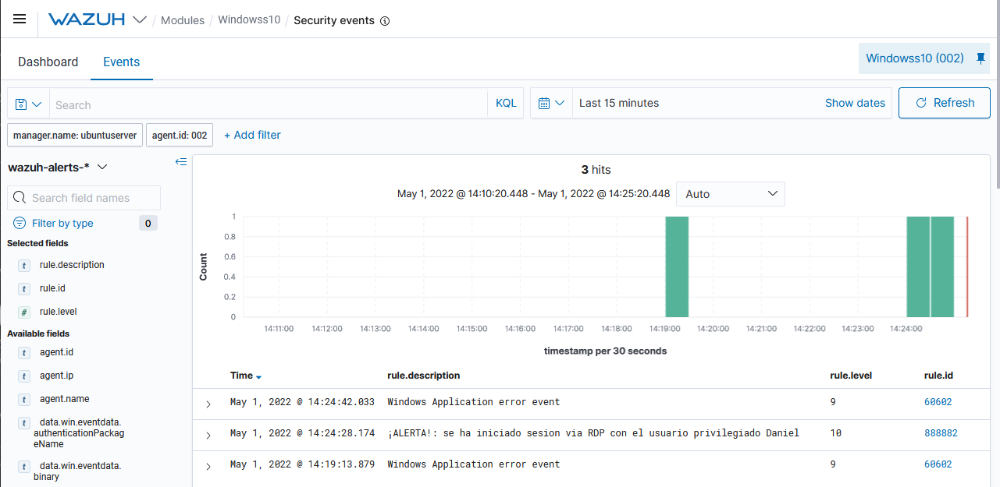 WAZUH / Modules / Windowss10 / Security events
Dashboard Events Windowss10 (002)
Search KQL Last 15 minutes Show dates Refresh
manager.name: ubuntuserver agent.id: 002 + Add filter
wazuh-alerts-*
Search field names
Filter by type 0
Selected fields
t rule.description
t rule.id
# rule.level
Available fields
t agent.id
t agent.ip
t agent.name
t data.win.eventdata.
authenticationPackag
eName
t data.win.eventdata.
binary
3 hits
May 1, 2022 @ 14:10:20.448 - May 1, 2022 @ 14:25:20.448 Auto
Count
1
0.8
0.6
0.4
0.2
0
14:11:00 14:12:00 14:13:00 14:14:00 14:15:00 14:16:00 14:17:00 14:18:00 14:19:00 14:20:00 14:21:00 14:22:00 14:23:00 14:24:00
timestamp per 30 seconds
Time rule.description rule.level rule.id
May 1, 2022 @ 14:24:42.033 Windows Application error event 9 60602
May 1, 2022 @ 14:24:28.174 ¡ALERTA!: se ha iniciado sesion via RDP con el usuario privilegiado Daniel 10 888882
May 1, 2022 @ 14:19:13.879 Windows Application error event 9 60602